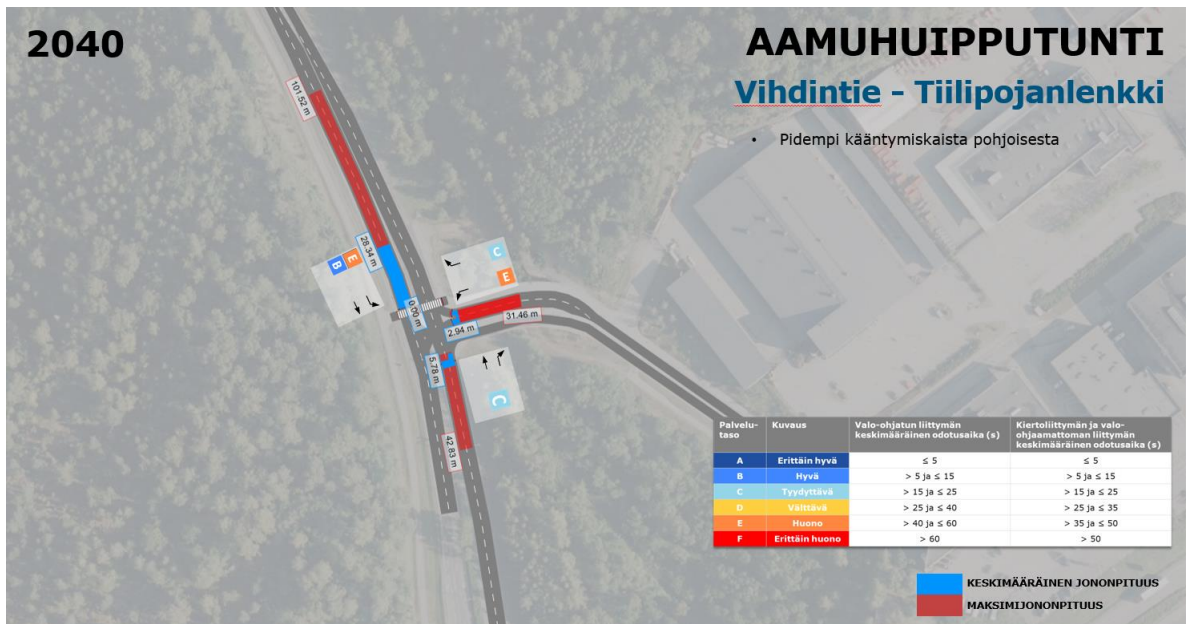 2040
AAMUHUIPPUTUNTI
Vihdintie - Tiilipojanlenkki
• Pidempi kääntymiskaista pohjoisesta
101.52 m
28.34 m
B E
0.00 m
C
E
31.46 m
2.94 m
5.78 m
C
42.83 m
Palvelu-
taso
Kuvaus
Valo-ohjatun liittymän
keskimääräinen odotusaika (s)
Kiertoliittymän ja valo-
ohjaamattoman liittymän
keskimääräinen odotusaika (s)
A Erittäin hyvä ≤ 5 ≤ 5
B Hyvä > 5 ja ≤ 15 > 5 ja ≤ 15
C Tyydyttävä > 15 ja ≤ 25 > 15 ja ≤ 25
D Välttävä > 25 ja ≤ 40 > 25 ja ≤ 35
E Huono > 40 ja ≤ 60 > 35 ja ≤ 50
F Erittäin huono > 60 > 50
KESKIMÄÄRÄINEN JONONPITUUS
MAKSIMIJONONPITUUS